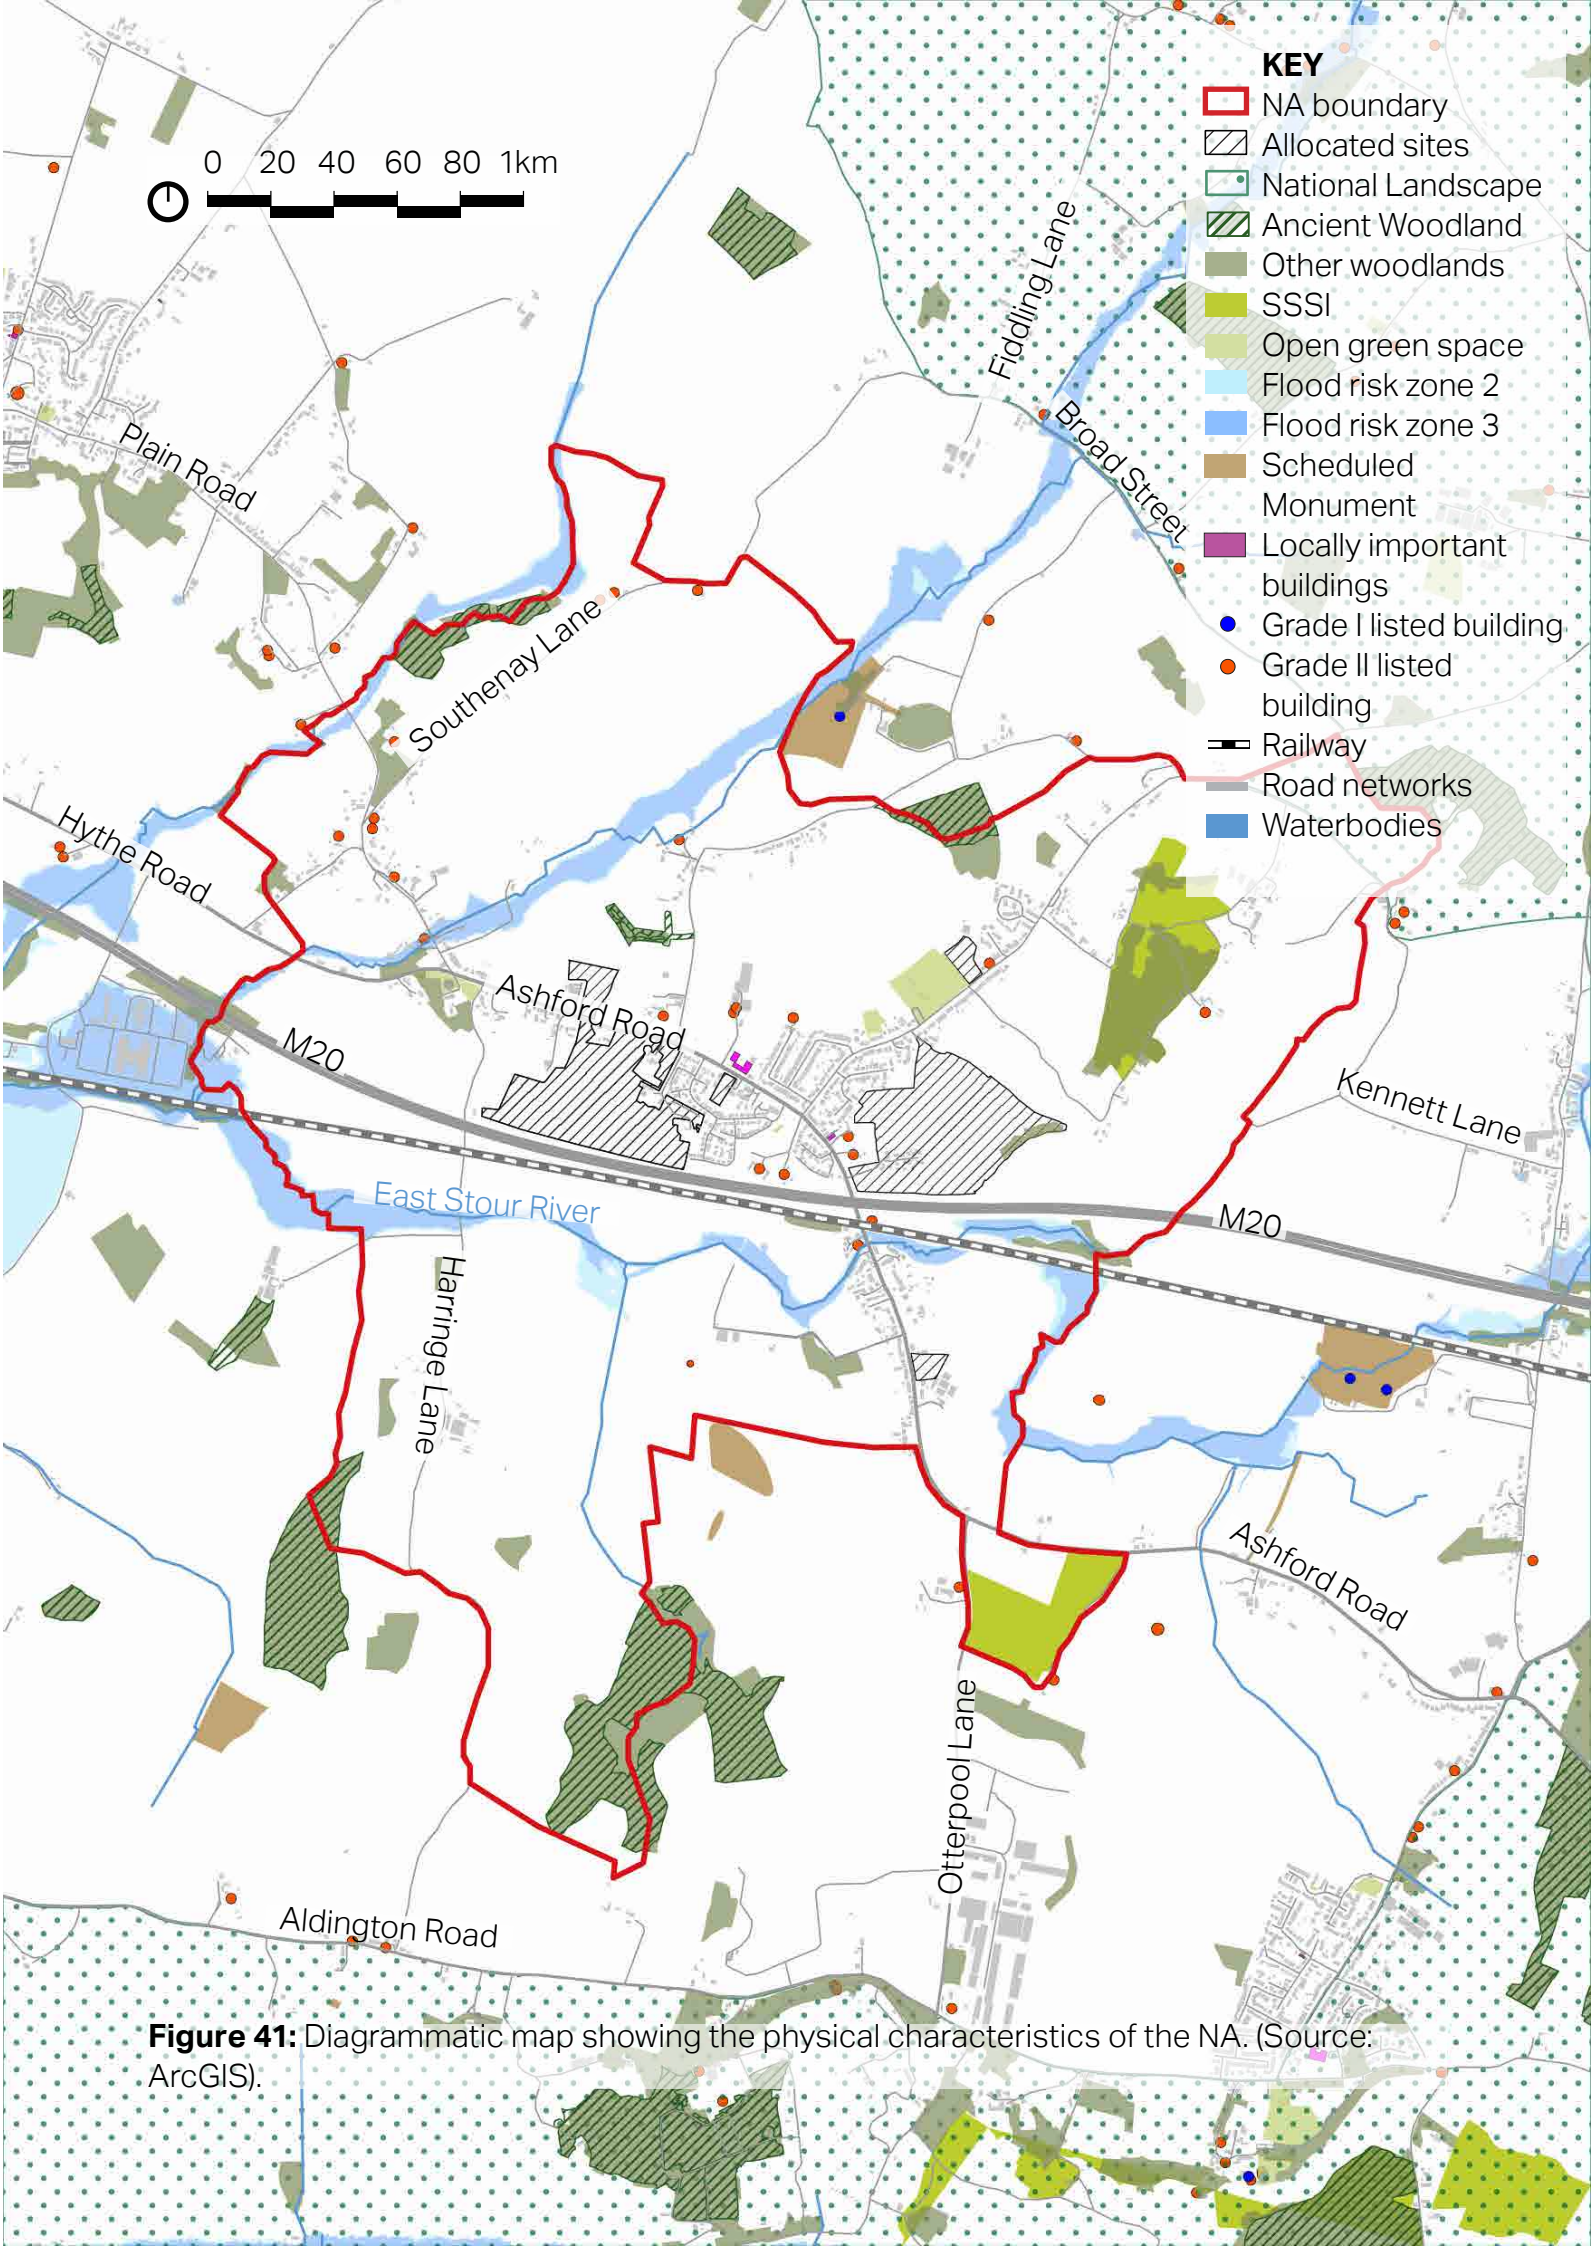 KEY
NA boundary
Allocated sites
National Landscape
Ancient Woodland
Other woodlands
SSSI
Open green space
Flood risk zone 2
Flood risk zone 3
Scheduled
Monument
Locally important
buildings
Grade I listed building
Grade II listed
building
Railway
Road networks
Waterbodies
0 20 40 60 80 1km
Fiddling Lane
Broad Street
Plain Road
Southenay Lane
Hythe Road
Ashford Road
M20
Kennett Lane
East Stour River
M20
Harringe Lane
Ashford Road
Otterpool Lane
Aldington Road
Figure 41: Diagrammatic map showing the physical characteristics of the NA. (Source:
ArcGIS).